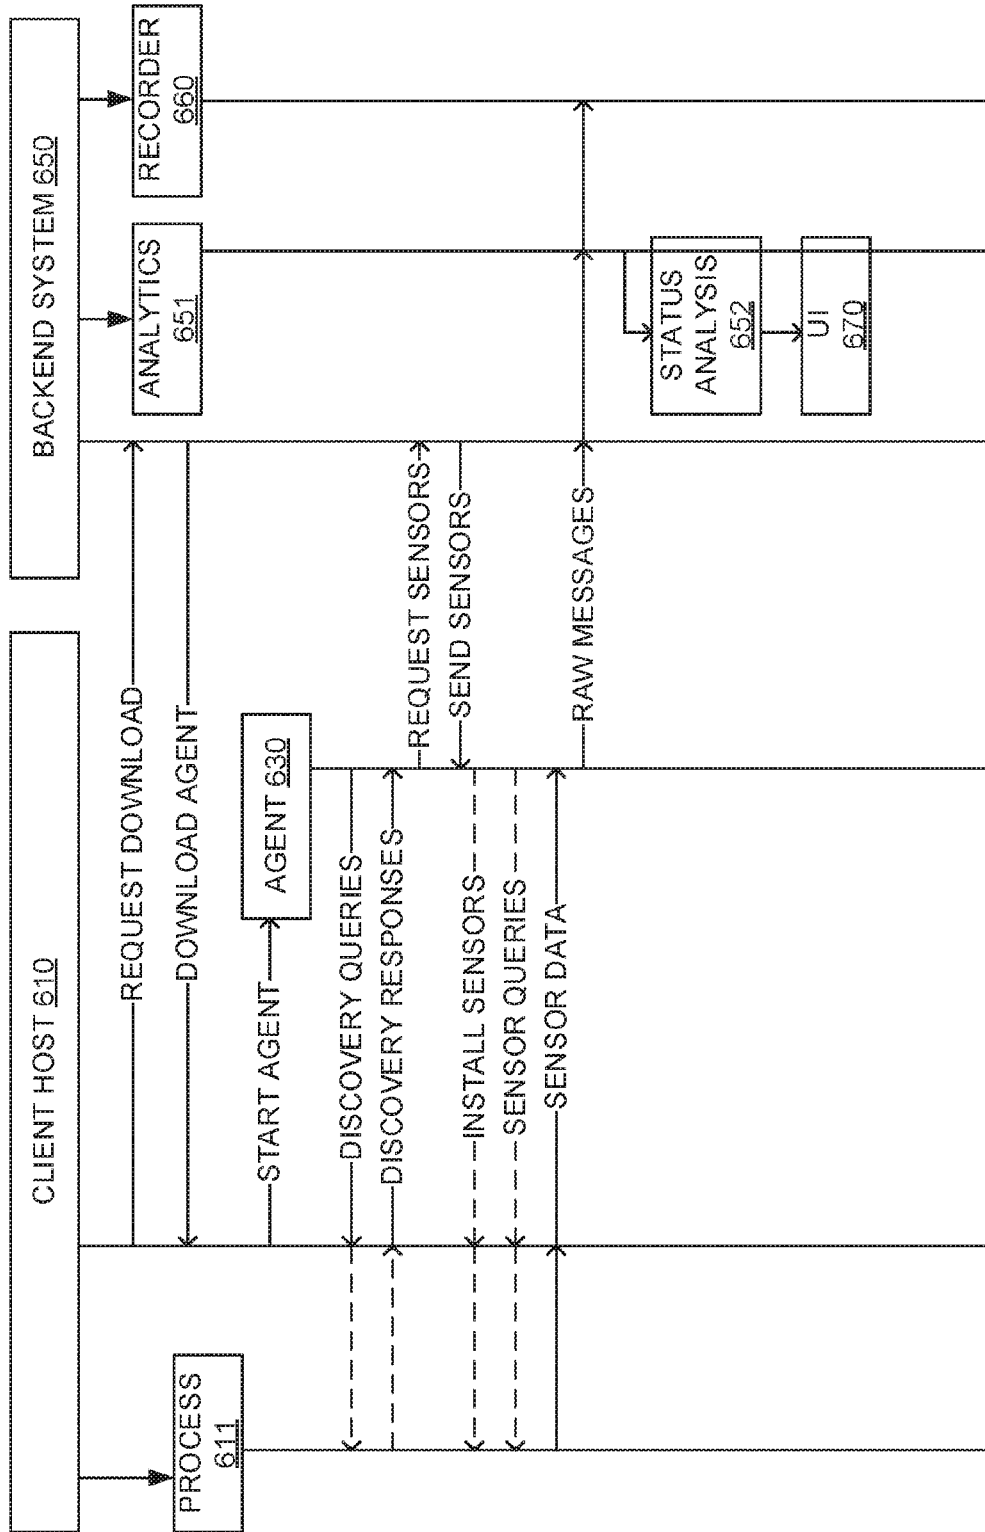 CLIENT HOST 610
BACKEND SYSTEM 650
PROCESS
611
ANALYTICS
651
RECORDER
660
REQUEST DOWNLOAD
DOWNLOAD AGENT
START AGENT
AGENT 630
DISCOVERY QUERIES
DISCOVERY RESPONSES
REQUEST SENSORS
SEND SENSORS
INSTALL SENSORS
SENSOR QUERIES
SENSOR DATA
RAW MESSAGES
STATUS
ANALYSIS
652
UI
670